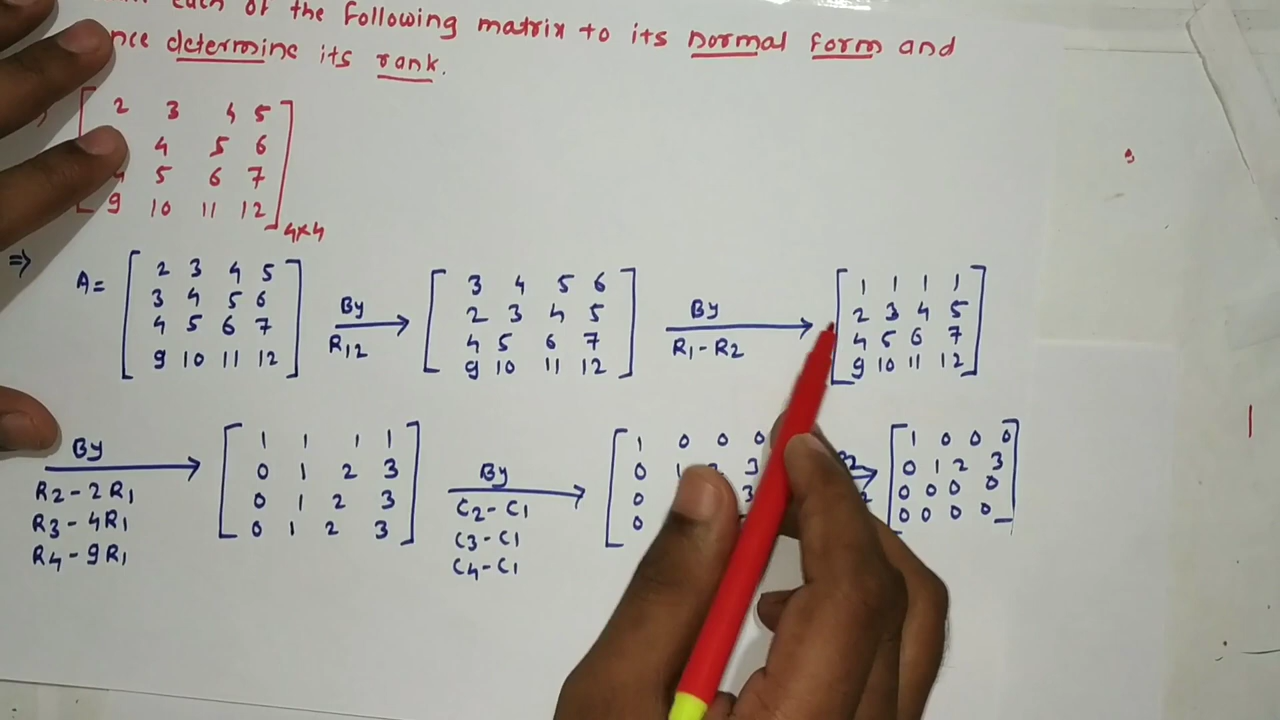 of the following matrix to its normal form and
determine its rank.
2 3 4 5
4 5 6
5 6 7
9 10 11 12
4x4
⇒ A= [2 3 4 5
3 4 5 6
4 5 6 7
9 10 11 12]
By
R12
[3 4 5 6
2 3 4 5
4 5 6 7
9 10 11 12]
By
R1-R2
[1 1 1 1
2 3 4 5
4 5 6 7
9 10 11 12]
By
R2-2R1
R3-4R1
R4-9R1
[1 1 1 1
0 1 2 3
0 1 2 3
0 1 2 3]
By
C2-C1
C3-C1
C4-C1
[1 0 0 0
0 3
0 3
0
[1 0 0 0
0 1 2 3
0 0 0 0
0 0 0 0]